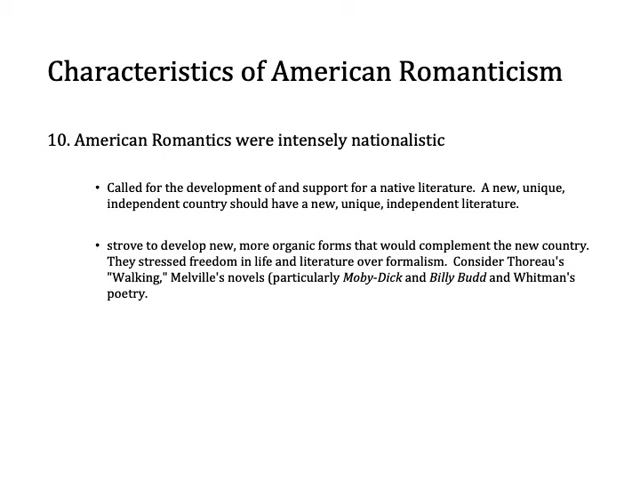 Characteristics of American Romanticism
10. American Romantics were intensely nationalistic
• Called for the development of and support for a native literature.  A new, unique,
independent country should have a new, unique, independent literature.
• strove to develop new, more organic forms that would complement the new country.
They stressed freedom in life and literature over formalism.  Consider Thoreau's
"Walking," Melville's novels (particularly Moby-Dick and Billy Budd and Whitman's
poetry.